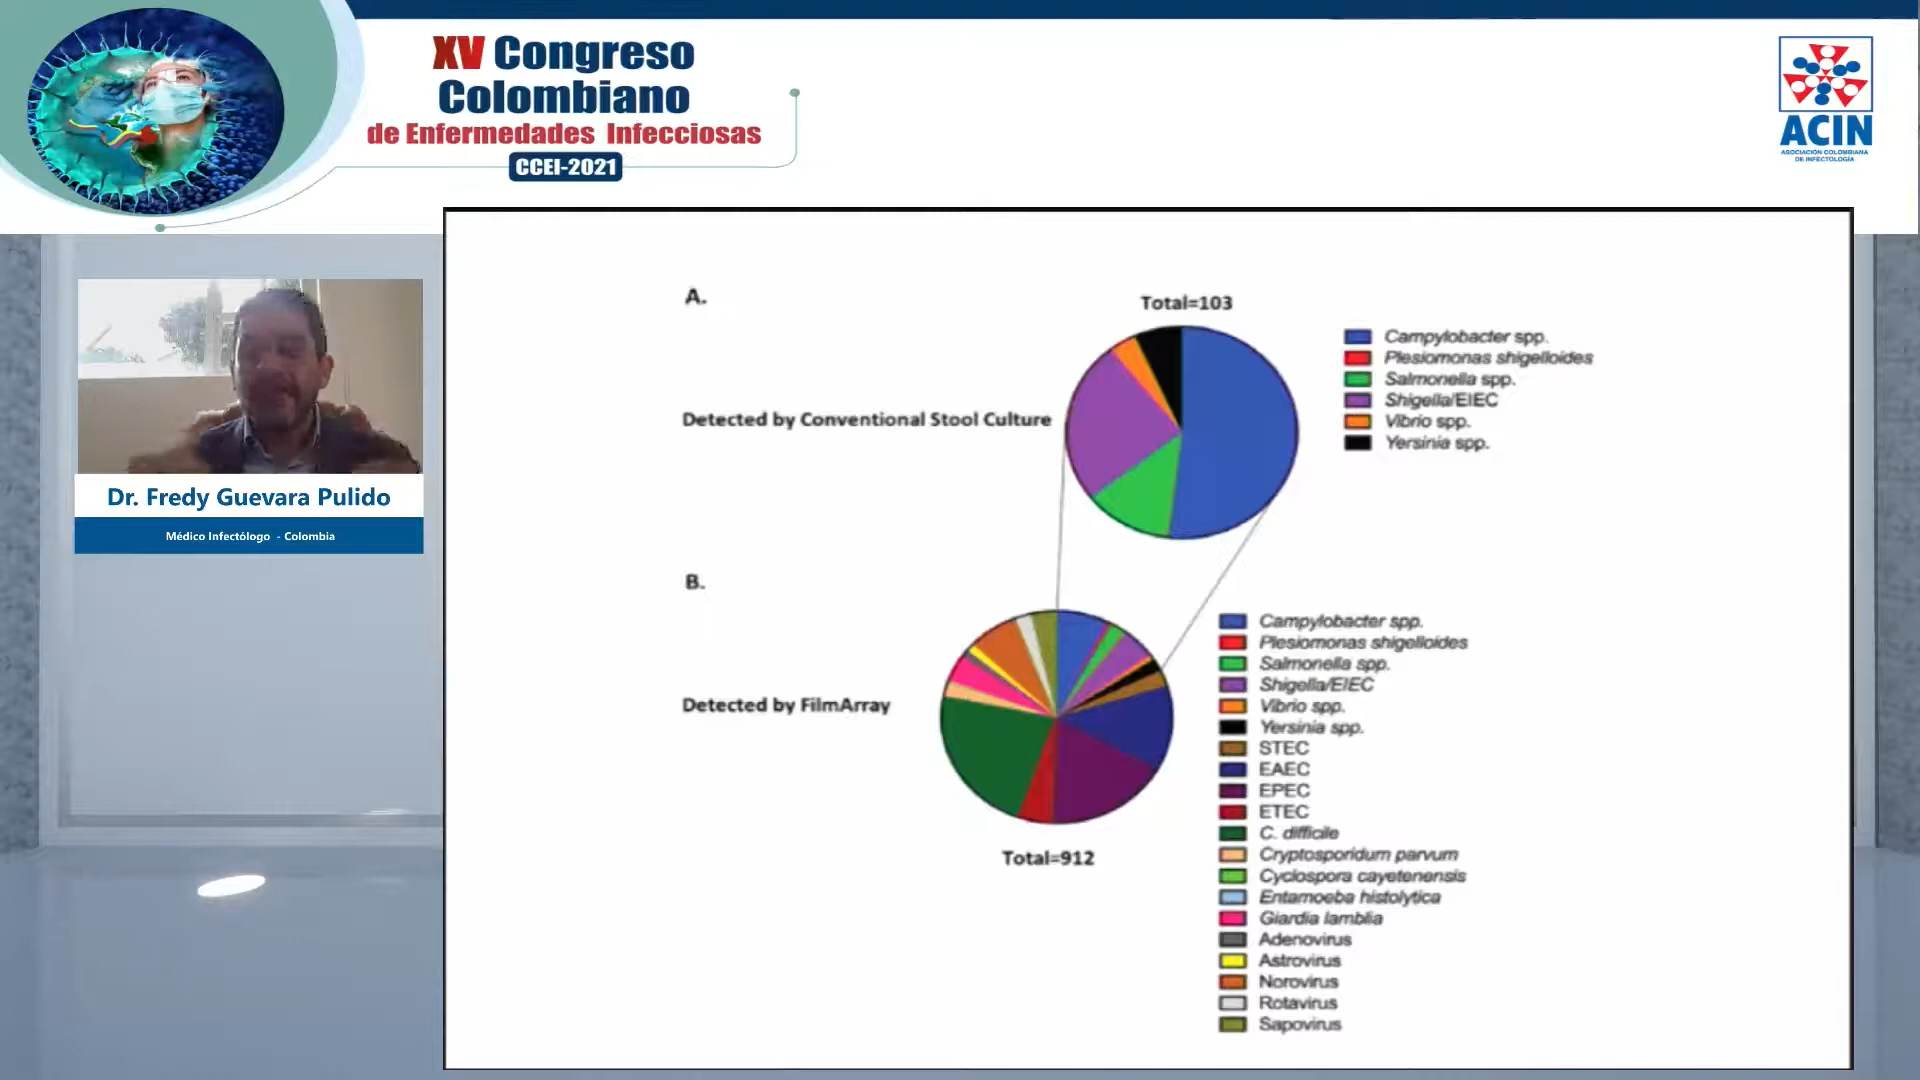 XV Congreso
Colombiano
de Enfermedades Infecciosas
CCEI-2021
ACIN
ASOCIACIÓN COLOMBIANA
DE INFECTOLOGÍA
Dr. Fredy Guevara Pulido
Médico Infectólogo - Colombia
A.
Total=103
Detected by Conventional Stool Culture
Campylobacter spp.
Plesiomonas shigelloides
Salmonella spp.
Shigella/EIEC
Vibrio spp.
Yersinia spp.
B.
Detected by FilmArray
Total=912
Campylobacter spp.
Plesiomonas shigelloides
Salmonella spp.
Shigella/EIEC
Vibrio spp.
Yersinia spp.
STEC
EAEC
EPEC
ETEC
C. difficile
Cryptosporidum parvum
Cyclospora cayetenensis
Entamoeba histolytica
Giardia lamblia
Adenovirus
Astrovirus
Norovirus
Rotavirus
Sapovirus